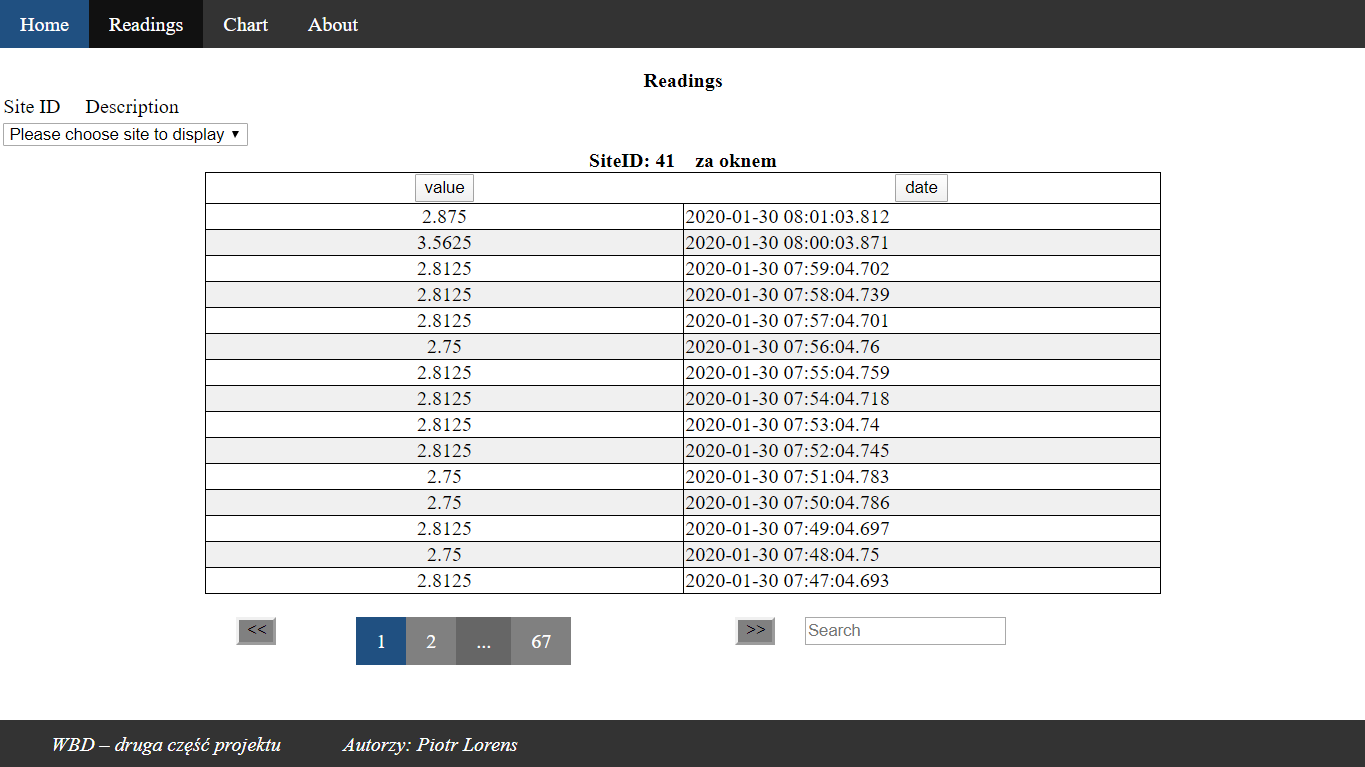 Home Readings Chart About
Readings
Site ID Description
Please choose site to display
SiteID: 41 za oknem
value date
2.875 2020-01-30 08:01:03.812
3.5625 2020-01-30 08:00:03.871
2.8125 2020-01-30 07:59:04.702
2.8125 2020-01-30 07:58:04.739
2.8125 2020-01-30 07:57:04.701
2.75 2020-01-30 07:56:04.76
2.8125 2020-01-30 07:55:04.759
2.8125 2020-01-30 07:54:04.718
2.8125 2020-01-30 07:53:04.74
2.8125 2020-01-30 07:52:04.745
2.75 2020-01-30 07:51:04.783
2.75 2020-01-30 07:50:04.786
2.8125 2020-01-30 07:49:04.697
2.75 2020-01-30 07:48:04.75
2.8125 2020-01-30 07:47:04.693
<< 1 2 ... 67 >> Search
WBD – druga część projektu Autorzy: Piotr Lorens